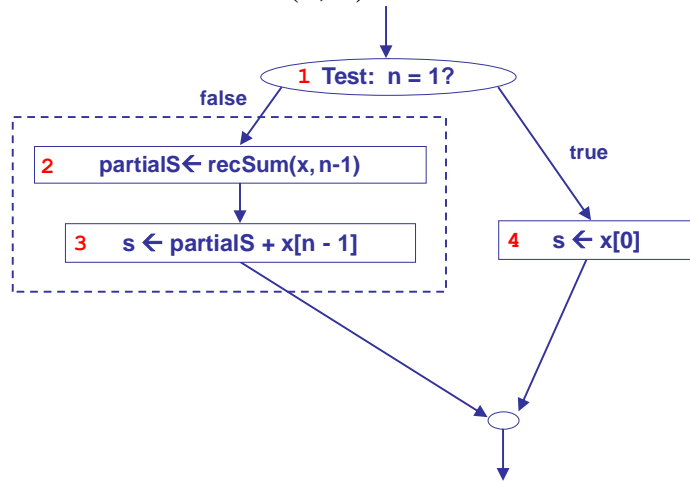 1 Test: n = 1?
false
true
2 partialS← recSum(x, n-1)
3 s ← partialS + x[n - 1]
4 s ← x[0]